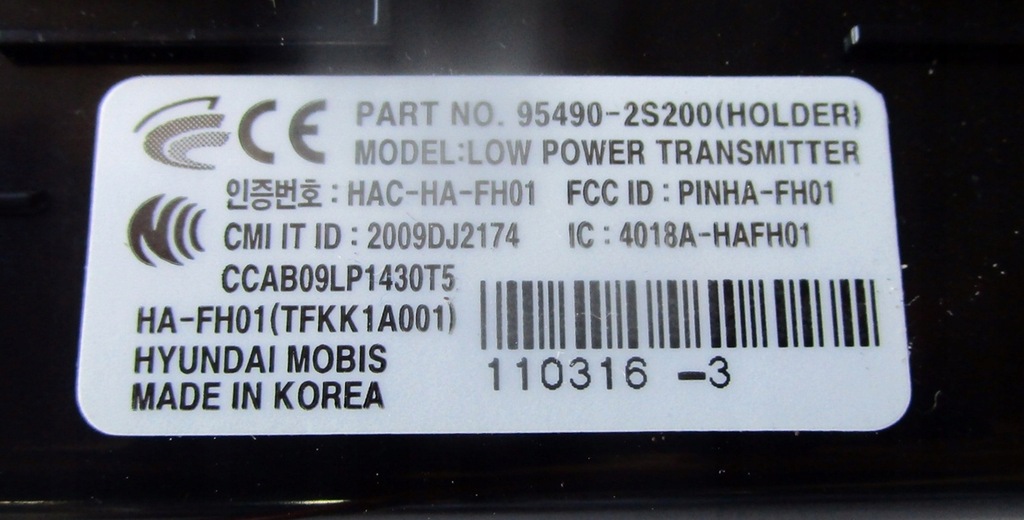 CE PART NO. 95490-2S200(HOLDER)
MODEL:LOW POWER TRANSMITTER
인증번호 : HAC-HA-FH01 FCC ID : PINHA-FH01
CMI IT ID : 2009DJ2174 IC : 4018A-HAFH01
CCAB09LP1430T5
HA-FH01(TFKK1A001)
HYUNDAI MOBIS
MADE IN KOREA
110316 -3